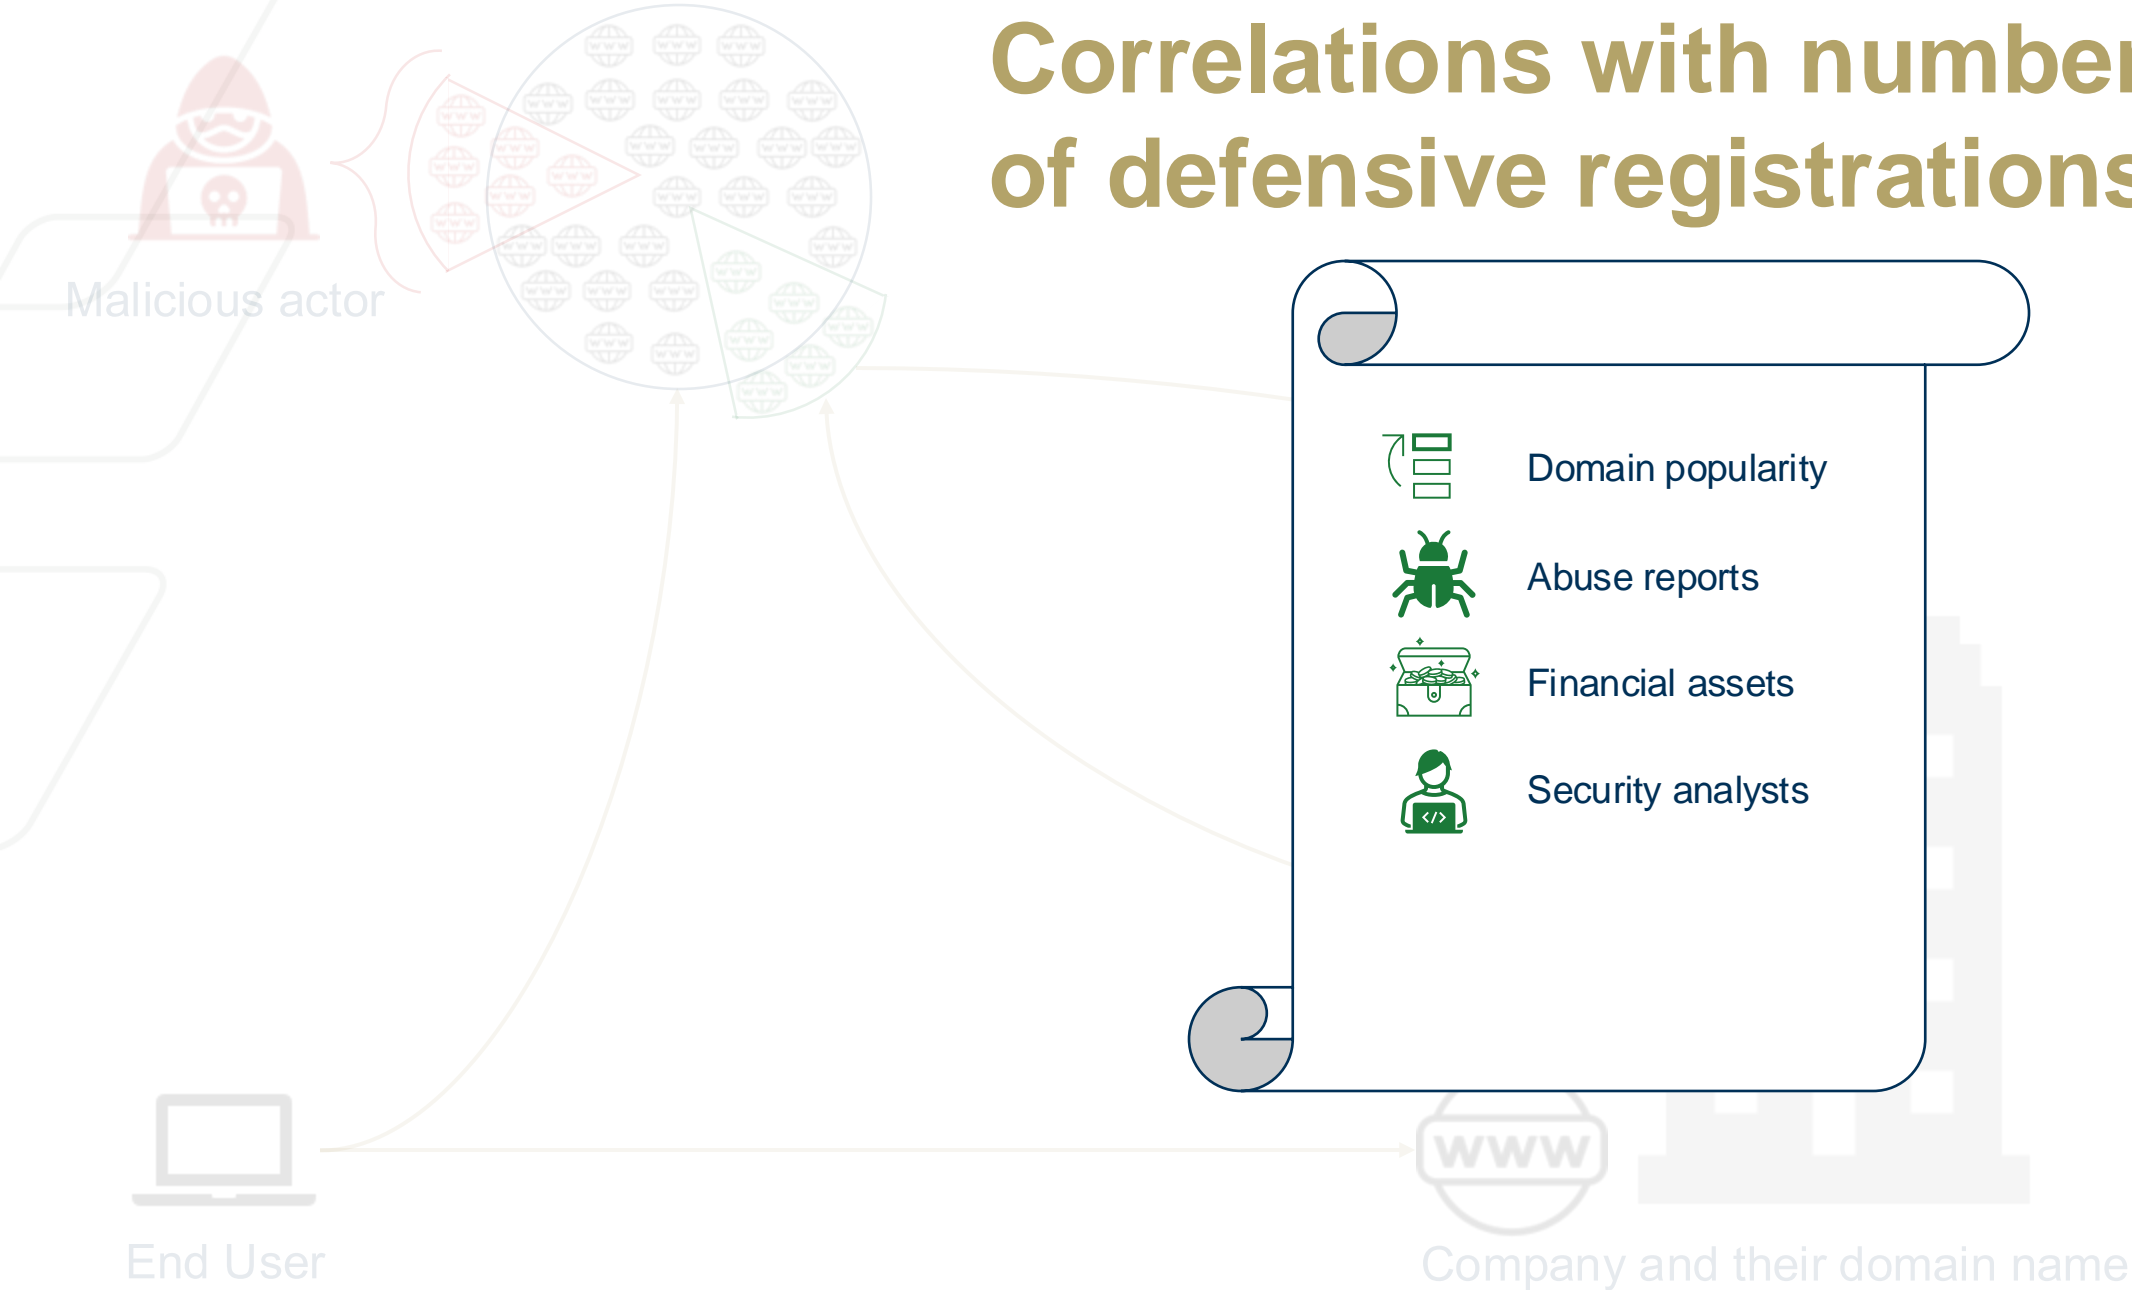 Correlations with number
of defensive registrations
Malicious actor
Domain popularity
Abuse reports
Financial assets
Security analysts
</>
www
End User
Company and their domain name